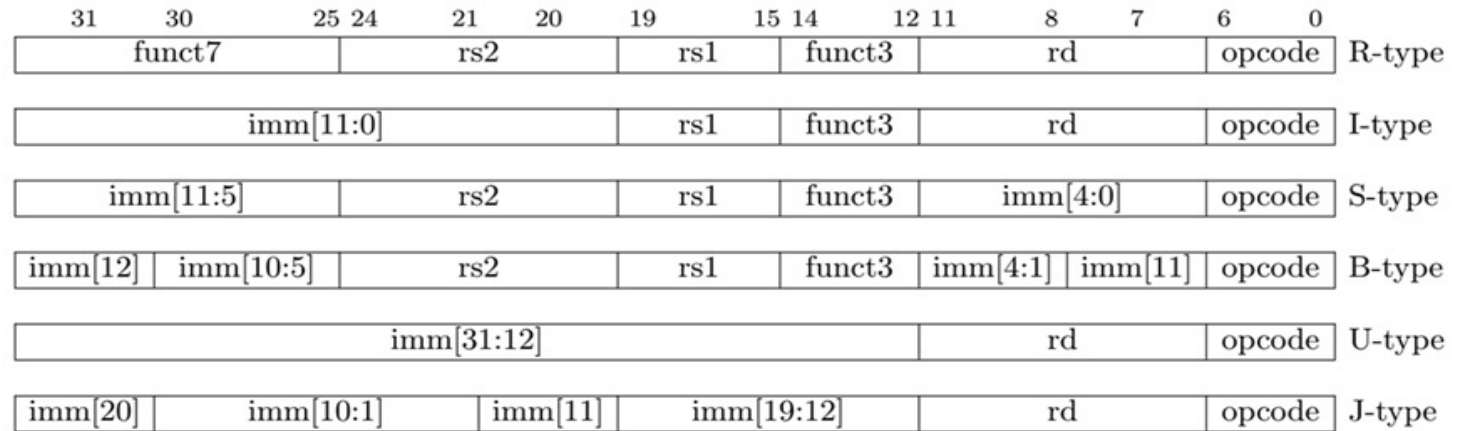 31 30 25 24 21 20 19 15 14 12 11 8 7 6 0
funct7 rs2 rs1 funct3 rd opcode R-type
imm[11:0] rs1 funct3 rd opcode I-type
imm[11:5] rs2 rs1 funct3 imm[4:0] opcode S-type
imm[12] imm[10:5] rs2 rs1 funct3 imm[4:1] imm[11] opcode B-type
imm[31:12] rd opcode U-type
imm[20] imm[10:1] imm[11] imm[19:12] rd opcode J-type